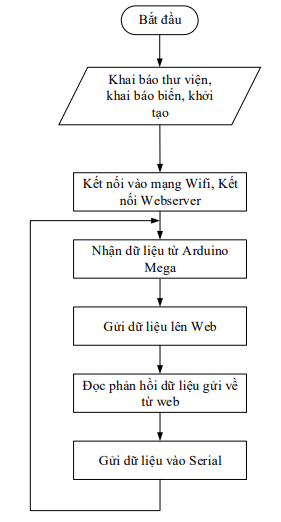 Bắt đầu
Khai báo thư viện,
khai báo biến, khởi
tạo
Kết nối vào mạng Wifi, Kết
nối Webserver
Nhận dữ liệu từ Arduino
Mega
Gửi dữ liệu lên Web
Đọc phản hồi dữ liệu gửi về
từ web
Gửi dữ liệu vào Serial